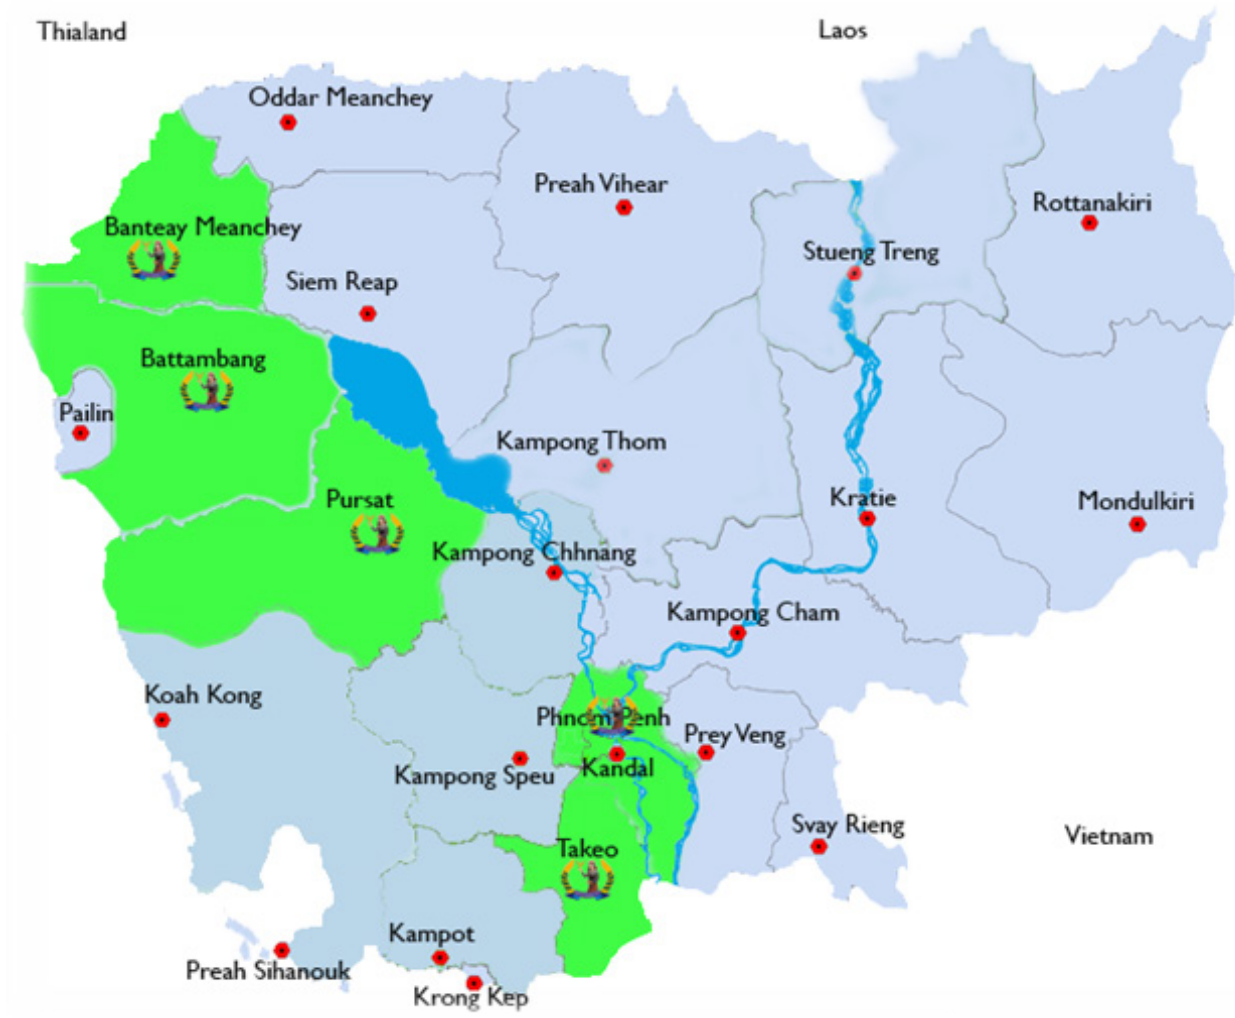 Thialand
Laos
Oddar Meanchey
Preah Vihear
Rottanakiri
Banteay Meanchey
Stueng Treng
Siem Reap
Battambang
Pailin
Kampong Thom
Pursat
Kratie
Mondulkiri
Kampong Chhnang
Kampong Cham
Koah Kong
Phnom Penh
Prey Veng
Kandal
Kampong Speu
Svay Rieng
Vietnam
Takeo
Kampot
Preah Sihanouk
Krong Kep